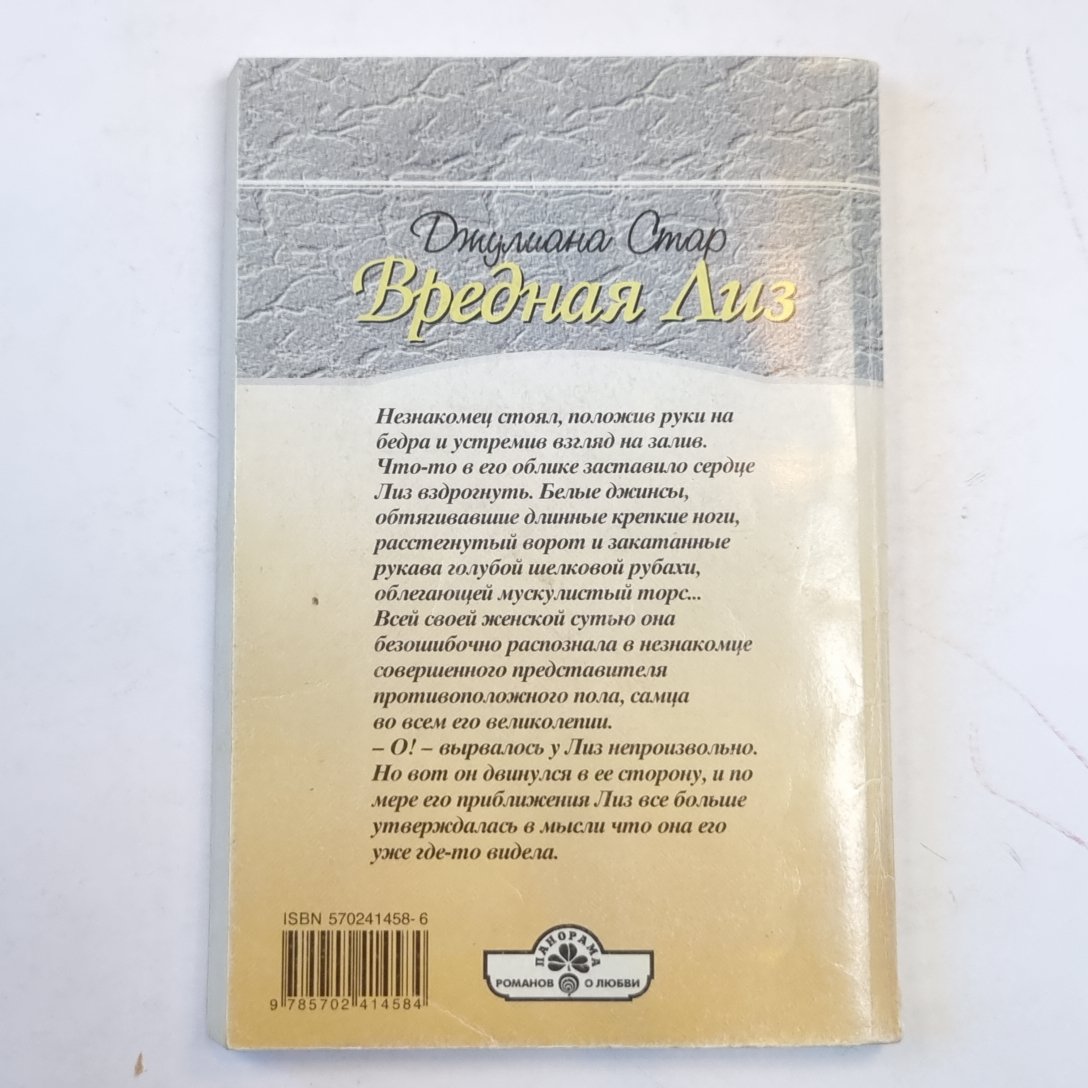 Джулиана Стар
Вредная Лиз
Незнакомец стоял, положив руки на
бедра и устремив взгляд на залив.
Что-то в его облике заставило сердце
Лиз вздрогнуть. Белые джинсы,
обтягивавшие длинные крепкие ноги,
расстегнутый ворот и закатанные
рукава голубой шелковой рубахи,
облегающей мускулистый торс...
Всей своей женской сутью она
безошибочно распознала в незнакомце
совершенного представителя
противоположного пола, самца
во всем его великолепии.
– О! – вырвалось у Лиз непроизвольно.
Но вот он двинулся в ее сторону, и по
мере его приближения Лиз все больше
утверждалась в мысли что она его
уже где-то видела.
ISBN 570241458-6
9 785702 414584
ПАНОРАМА
РОМАНОВ О ЛЮБВИ